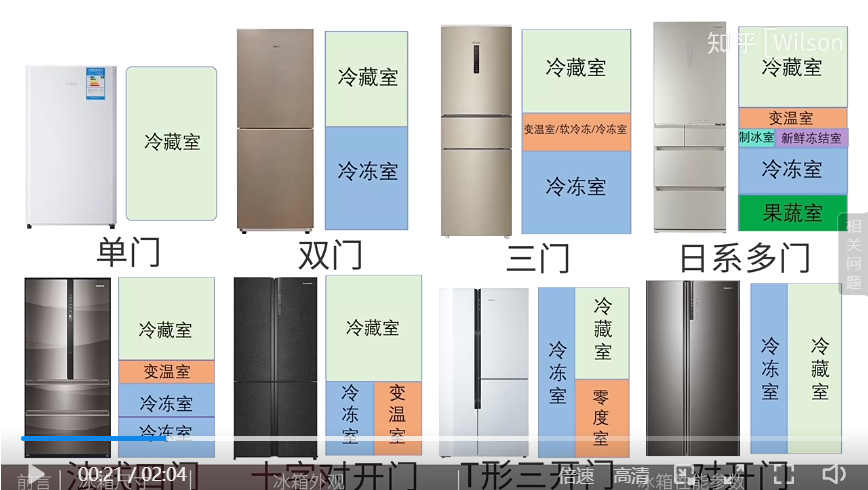 知乎 Wilson
冷藏室
冷藏室
冷冻室
冷藏室
变温室/软冷冻/冷冻室
冷冻室
冷藏室
变温室
制冰室 新鲜冻结室
冷冻室
果蔬室
单门
双门
三门
日系多门
相关问题
冷藏室
变温室
冷冻室
冷冻室
冷藏室
冷冻室
变温室
冷冻室
冷藏室
零度室
冷冻室
冷藏室
十字对开门
T形三开门
对开门
00:21 / 02:04
倍速
高清
前言
冰箱尺寸
冰箱外观
冰箱性能参数